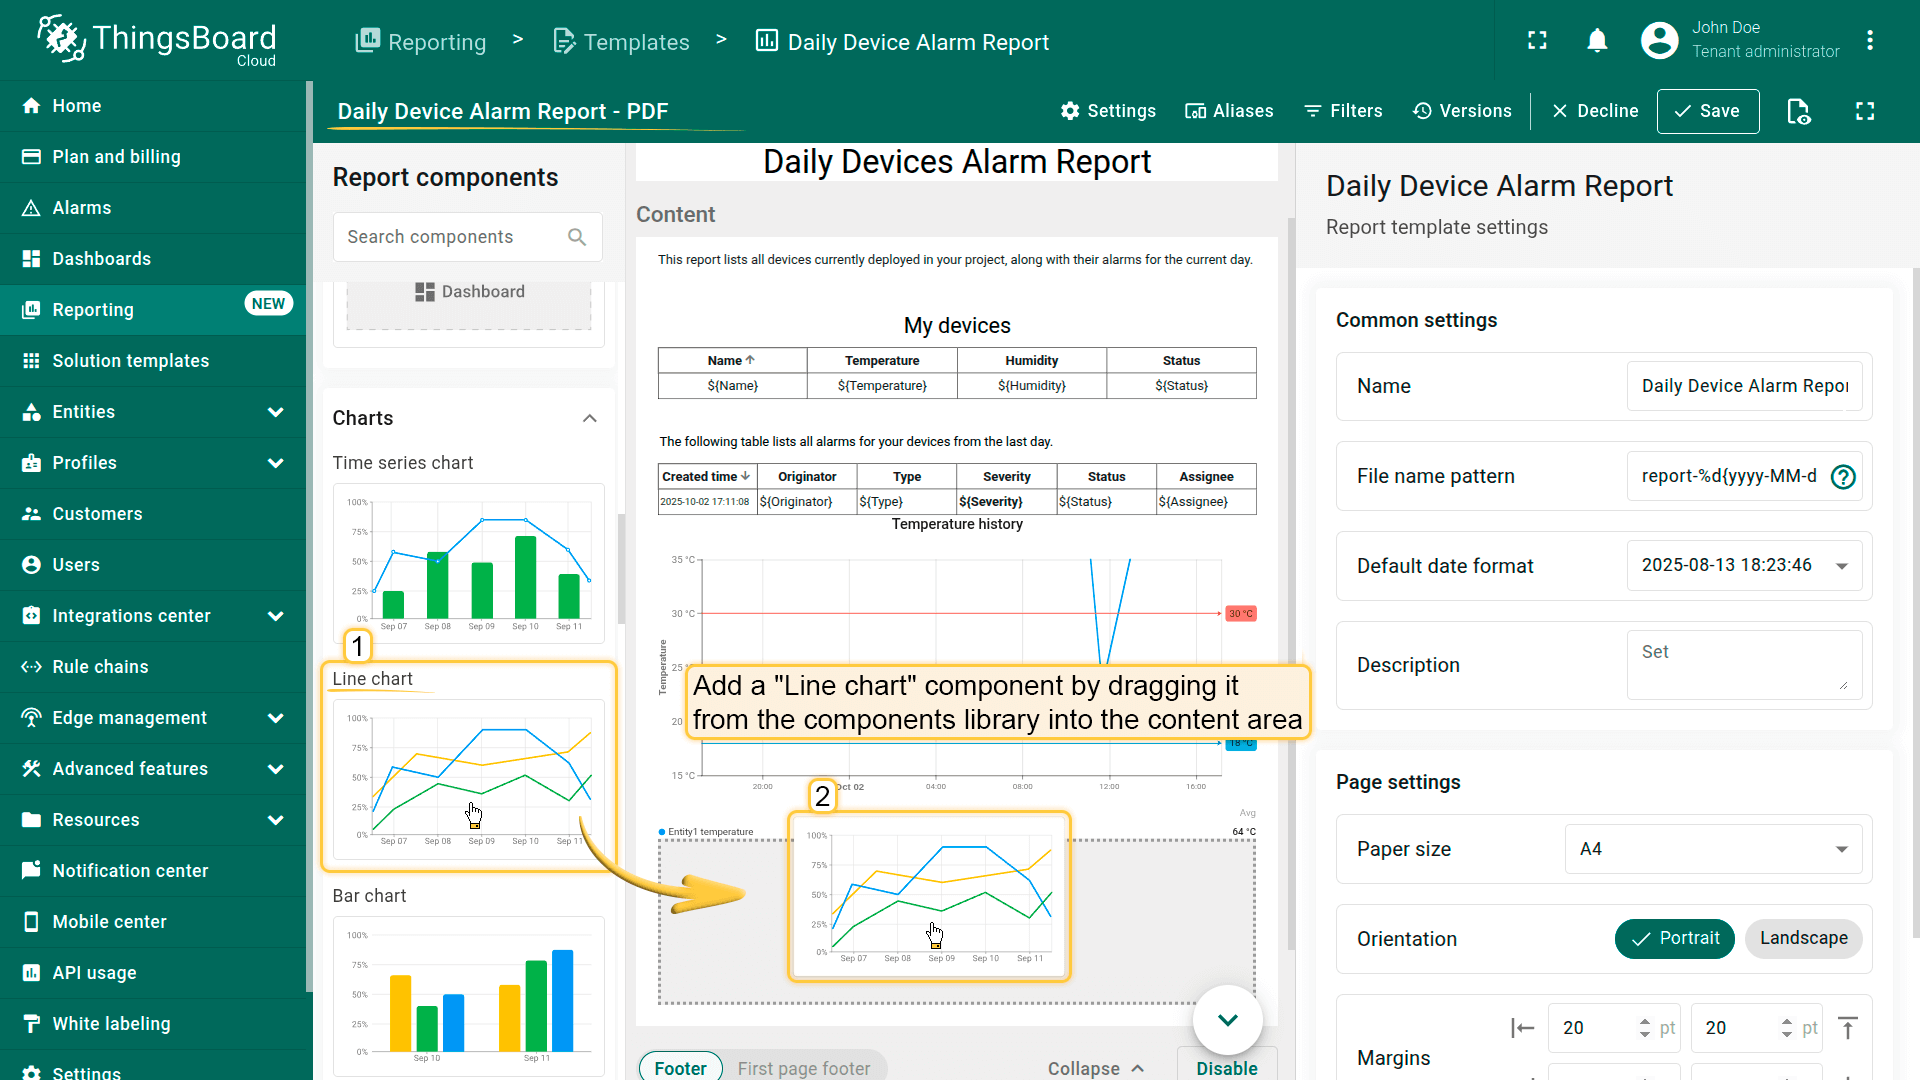 ThingsBoard
Cloud
Reporting > Templates > Daily Device Alarm Report
John Doe
Tenant administrator
Home
Plan and billing
Alarms
Dashboards
Reporting
NEW
Solution templates
Entities
Profiles
Customers
Users
Integrations center
Rule chains
Edge management
Advanced features
Resources
Notification center
Mobile center
API usage
White labeling
Settings
Daily Device Alarm Report - PDF
Settings
Aliases
Filters
Versions
Decline
Save
Report components
Search components
Dashboard
Charts
Time series chart
100%
75%
50%
25%
0%
Sep 07 Sep 08 Sep 09 Sep 10 Sep 11
1
Line chart
100%
75%
50%
25%
0%
Sep 07 Sep 08 Sep 09 Sep 10 Sep 11
Bar chart
100%
75%
50%
25%
0%
Sep 10 Sep 11
Daily Devices Alarm Report
Content
This report lists all devices currently deployed in your project, along with their alarms for the current day.
My devices
Name Temperature Humidity Status
${Name} ${Temperature} ${Humidity} ${Status}
The following table lists all alarms for your devices from the last day.
Created time Originator Type Severity Status Assignee
2025-10-02 17:11:08 ${Originator} ${Type} ${Severity} ${Status} ${Assignee}
Temperature history
35 °C
30 °C
30 °C
25
Temperature
Add a "Line chart" component by dragging it
from the components library into the content area
20
18 °C
15 °C
20:00 Oct 02 04:00 08:00 12:00 16:00
2
Avg
Entity1 temperature
64 °C
100%
75%
50%
25%
0%
Sep 07 Sep 08 Sep 09 Sep 10 Sep 11
Footer
First page footer
Collapse
Disable
Daily Device Alarm Report
Report template settings
Common settings
Name
Daily Device Alarm Repor
File name pattern
report-%d{yyyy-MM-d
Default date format
2025-08-13 18:23:46
Description
Set
Page settings
Paper size
A4
Orientation
Portrait
Landscape
Margins
20 pt
20 pt